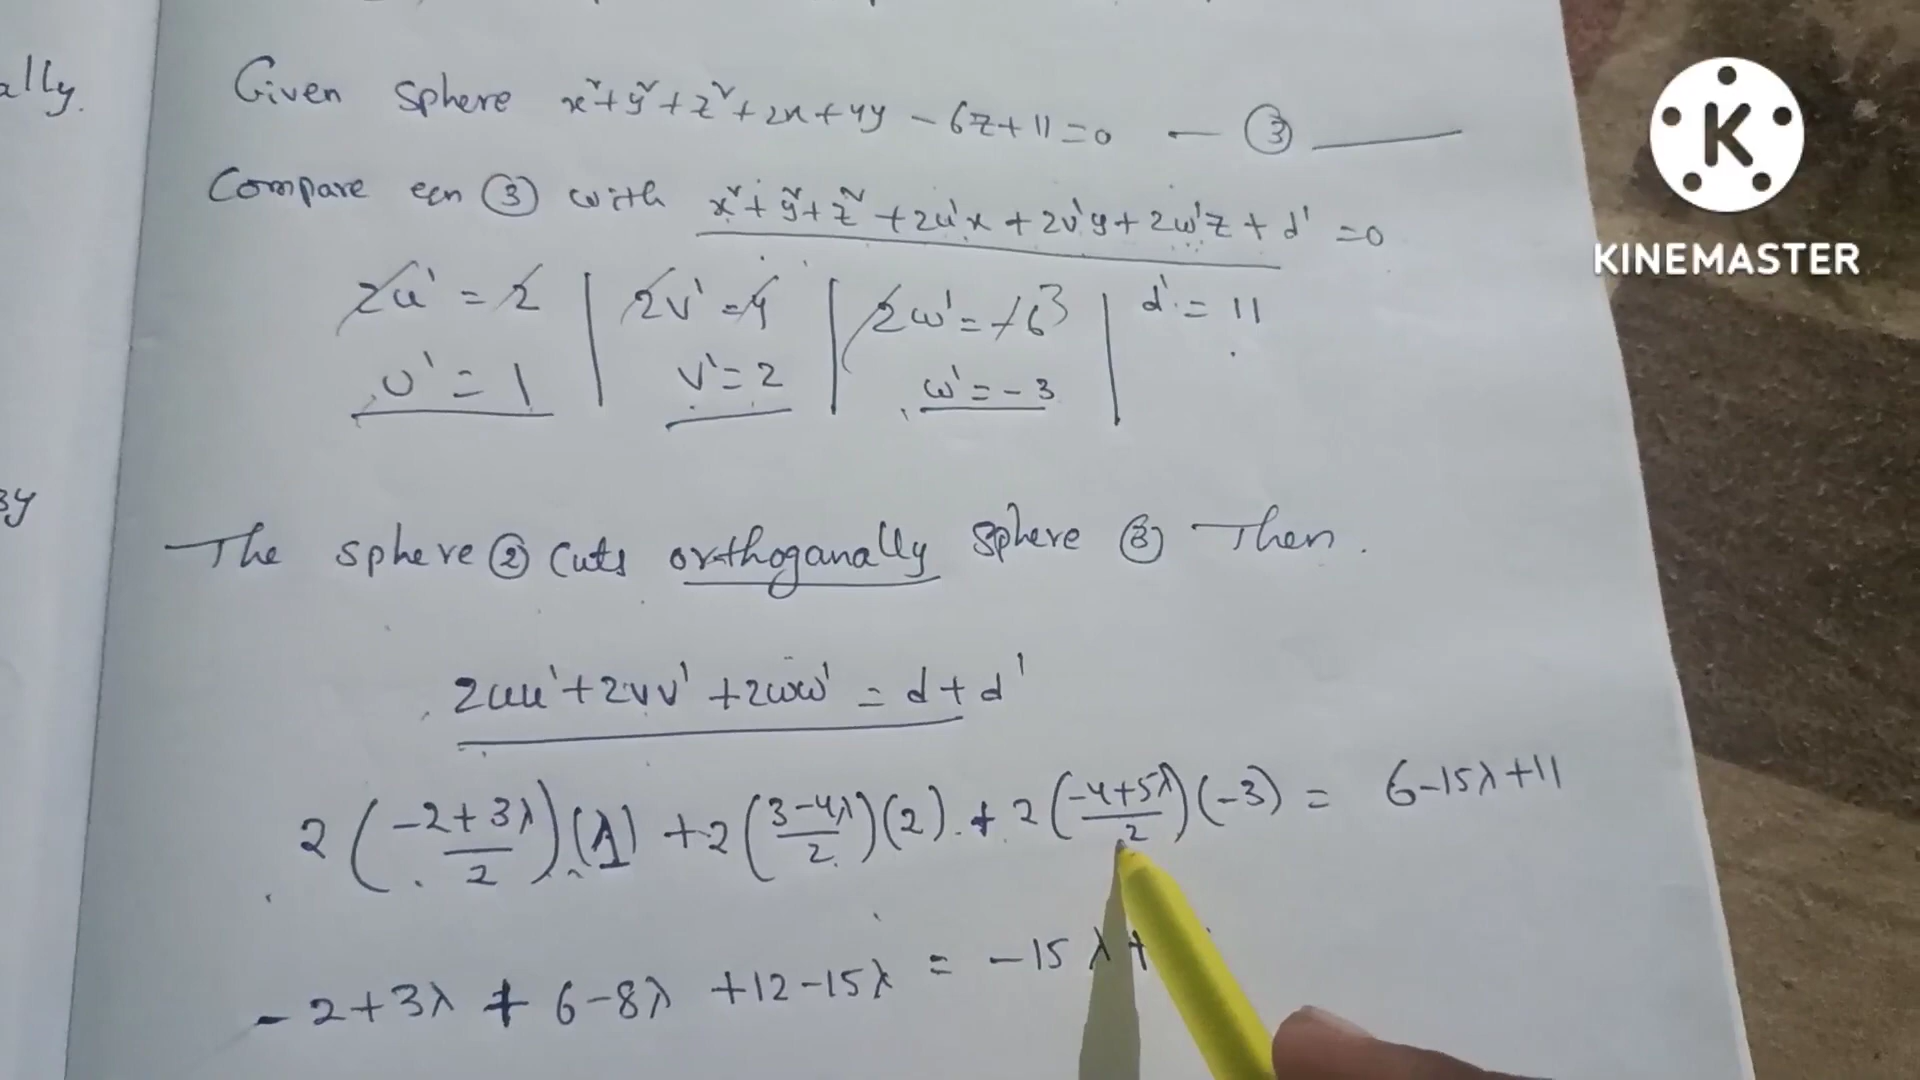 ally.
Given sphere x²+y²+z²+2x+4y-6z+11=0 — ③
Compare eqn ③ with x²+y²+z²+2u'x+2v'y+2w'z+d'=0
2u'=2 | 2v'=4 | 2w'=-6 3 | d'=11
u'=1 | v'=2 | w'=-3
3y
The sphere ② cuts orthoganally sphere ③ Then.
2uu'+2vv'+2ww' = d+d'
2(-2+3λ/2)(1)+2(3-4λ/2)(2)+2(-4+5λ/2)(-3) = 6-15λ+11
-2+3λ+6-8λ+12-15λ = -15λ+
K
KINEMASTER